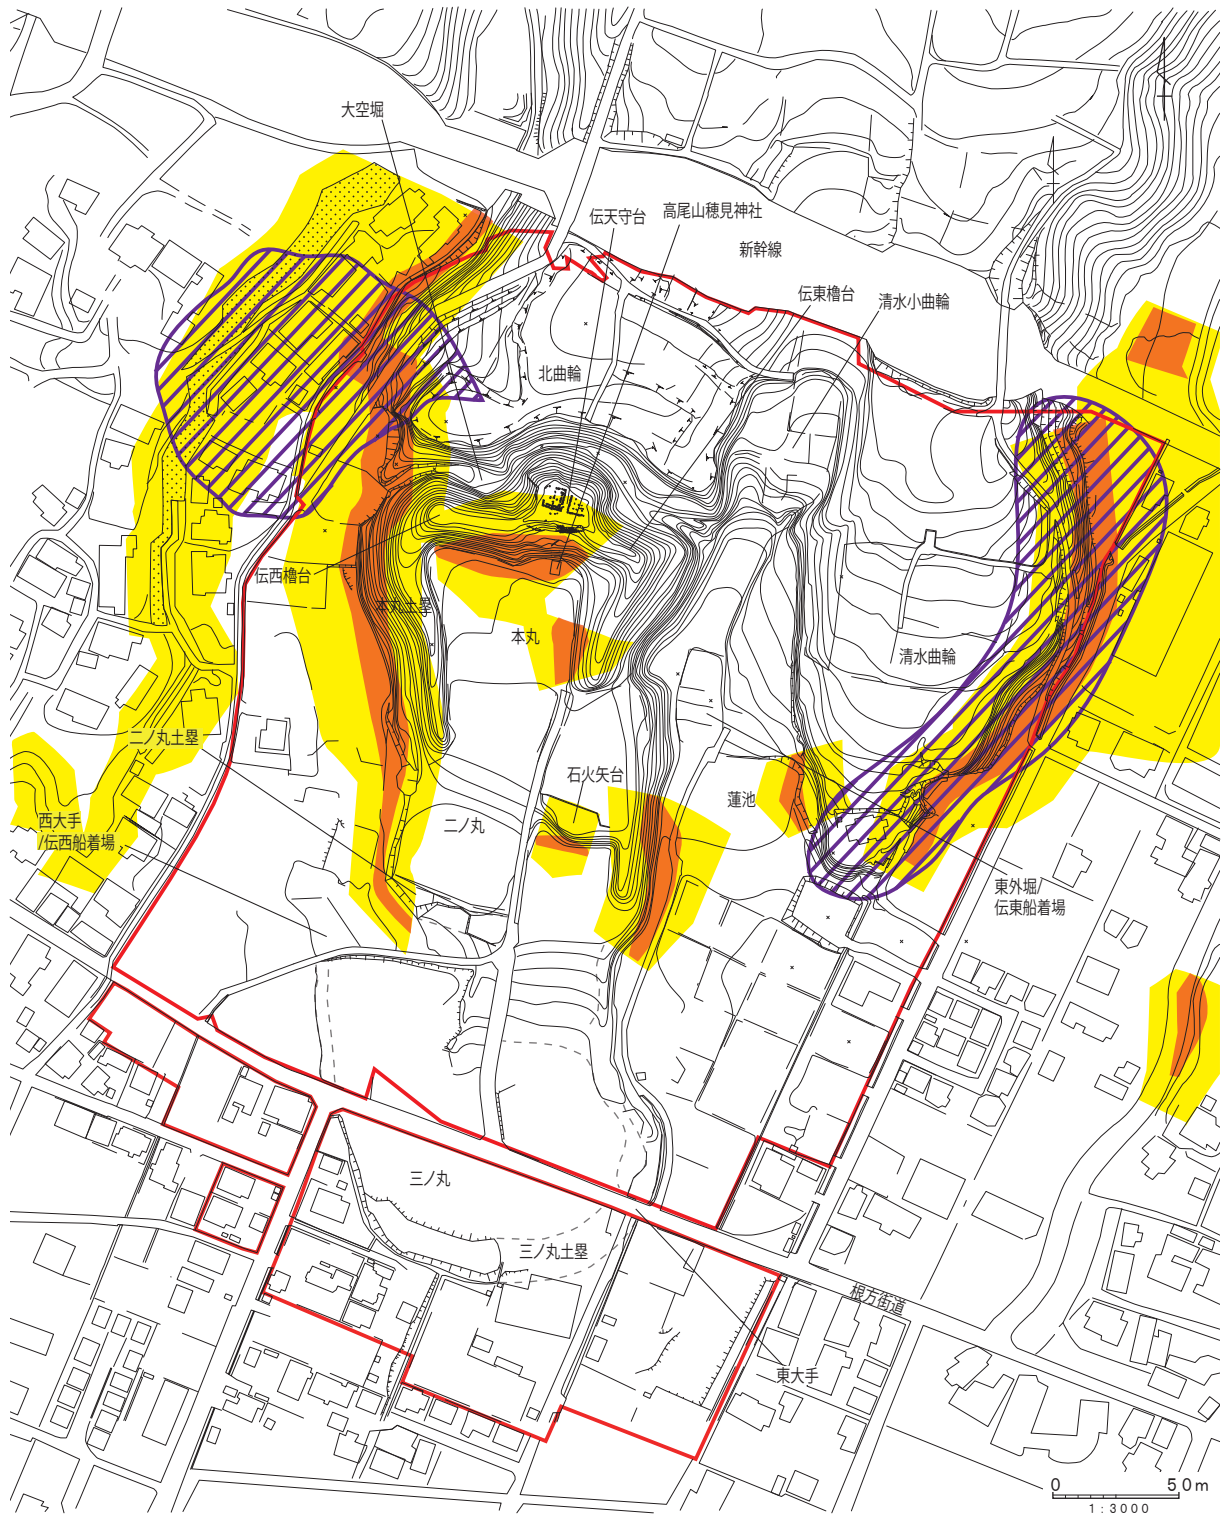 大空堀
伝天守台
高尾山穂見神社
新幹線
伝東櫓台
清水小曲輪
北曲輪
伝西櫓台
本丸土塁
本丸
清水曲輪
二ノ丸土塁
石火矢台
蓮池
西大手
/伝西船着場
二ノ丸
東外堀/
伝東船着場
三ノ丸
三ノ丸土塁
根方街道
東大手
0 50m
1:3000